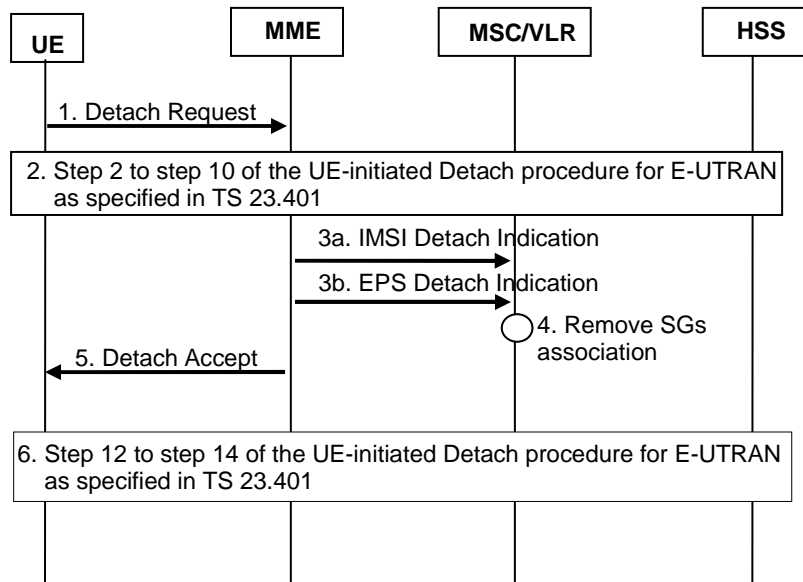 UE
MME
MSC/VLR
HSS
1. Detach Request
2. Step 2 to step 10 of the UE-initiated Detach procedure for E-UTRAN
as specified in TS 23.401
3a. IMSI Detach Indication
3b. EPS Detach Indication
4. Remove SGs
association
5. Detach Accept
6. Step 12 to step 14 of the UE-initiated Detach procedure for E-UTRAN
as specified in TS 23.401